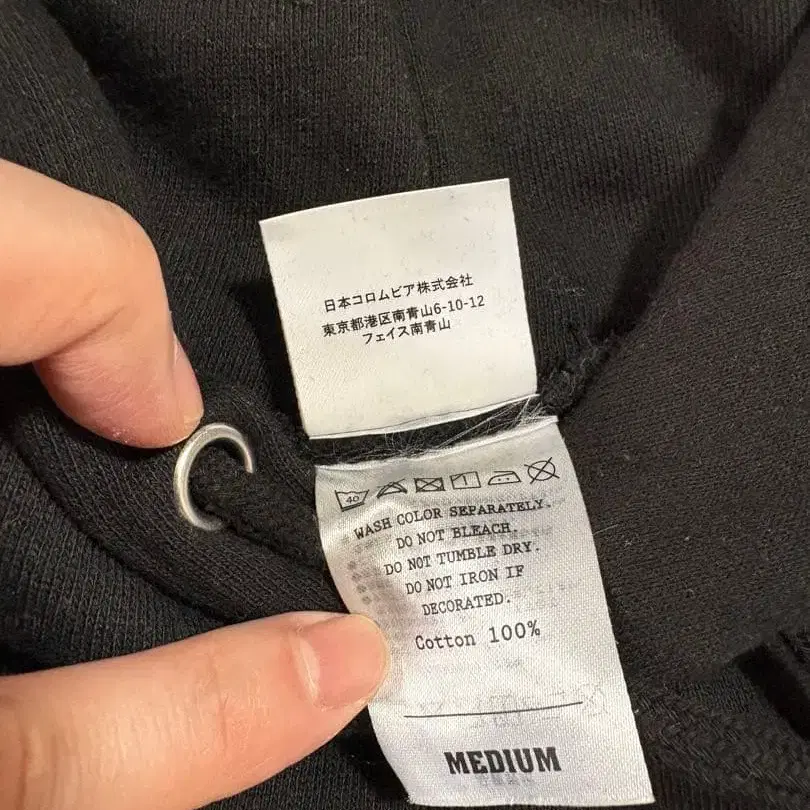 日本コロムビア株式会社
東京都港区南青山6-10-12
フェイス南青山
40
WASH COLOR SEPARATELY.
DO NOT BLEACH.
DO NOT TUMBLE DRY.
DO NOT IRON IF
DECORATED.
Cotton 100%
MEDIUM